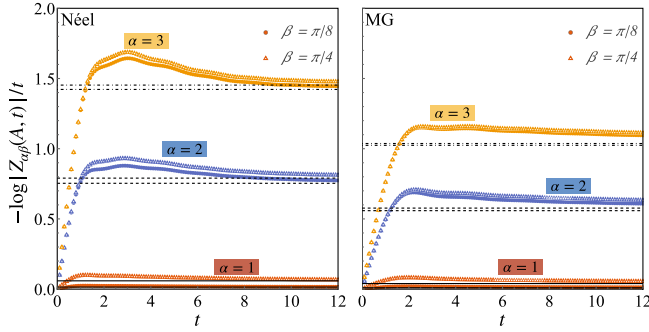 Néel
β = π/8
β = π/4
α = 3
α = 2
α = 1
−log|Zαβ(A, t)|/t
2.0
1.5
1.0
0.5
0.0
0 2 4 6 8 10 12
t
MG
β = π/8
β = π/4
α = 3
α = 2
α = 1
0 2 4 6 8 10 12
t